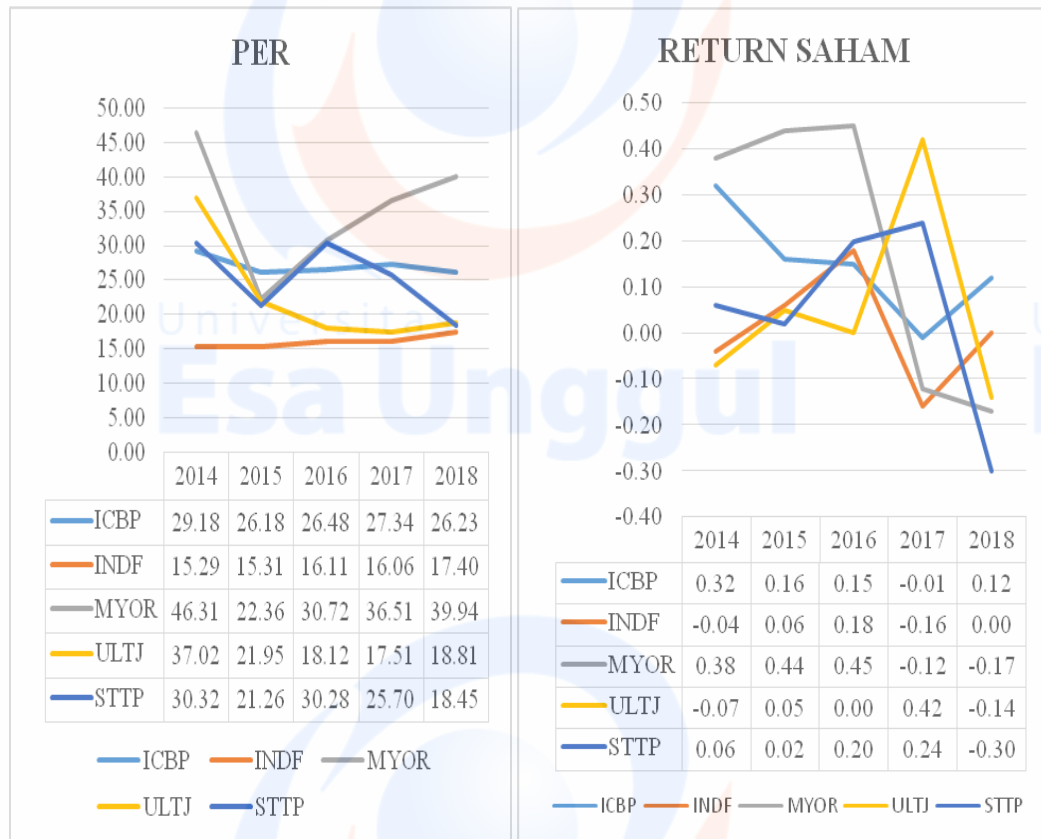 PER
50.00
45.00
40.00
35.00
30.00
25.00
20.00
15.00
10.00
5.00
0.00
2014 2015 2016 2017 2018
ICBP 29.18 26.18 26.48 27.34 26.23
INDF 15.29 15.31 16.11 16.06 17.40
MYOR 46.31 22.36 30.72 36.51 39.94
ULTJ 37.02 21.95 18.12 17.51 18.81
STTP 30.32 21.26 30.28 25.70 18.45
ICBP INDF MYOR
ULTJ STTP
RETURN SAHAM
0.50
0.40
0.30
0.20
0.10
0.00
-0.10
-0.20
-0.30
-0.40
2014 2015 2016 2017 2018
ICBP 0.32 0.16 0.15 -0.01 0.12
INDF -0.04 0.06 0.18 -0.16 0.00
MYOR 0.38 0.44 0.45 -0.12 -0.17
ULTJ -0.07 0.05 0.00 0.42 -0.14
STTP 0.06 0.02 0.20 0.24 -0.30
ICBP INDF MYOR ULTJ STTP
Universita
Esa Unggul